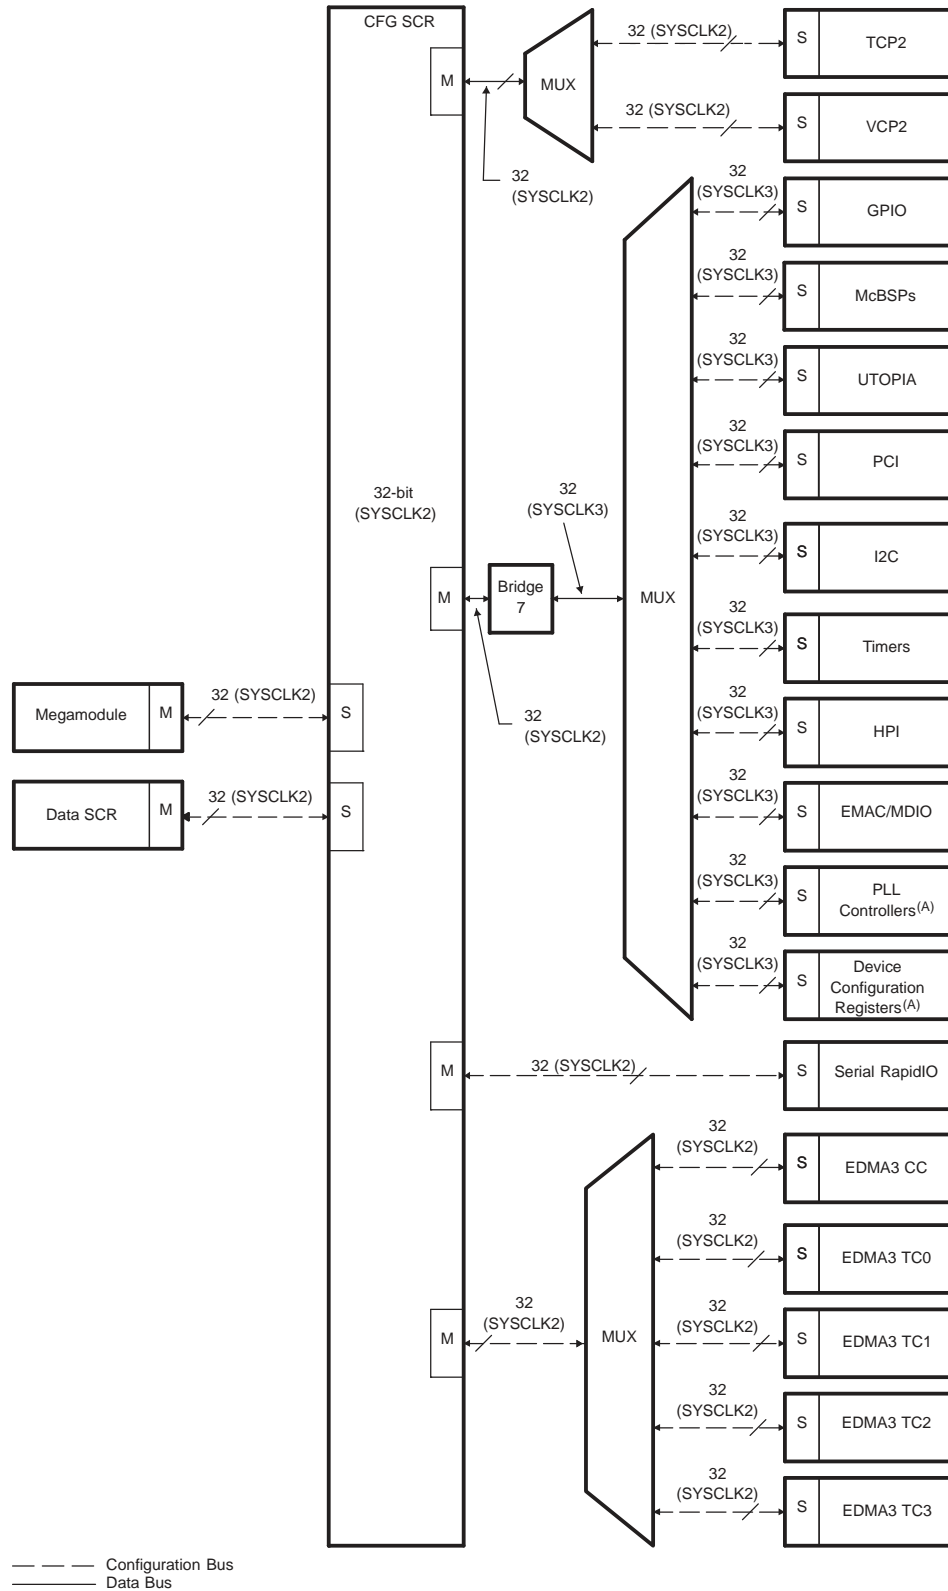 CFG SCR
M
32
(SYSCLK2)
MUX
32 (SYSCLK2)
S
TCP2
32 (SYSCLK2)
S
VCP2
32
(SYSCLK3)
S
GPIO
32
(SYSCLK3)
S
McBSPs
32
(SYSCLK3)
S
UTOPIA
32
(SYSCLK3)
S
PCI
32-bit
(SYSCLK2)
32
(SYSCLK3)
32
(SYSCLK3)
S
I2C
M
Bridge
7
MUX
32
(SYSCLK2)
32
(SYSCLK3)
S
Timers
Megamodule
M
32 (SYSCLK2)
S
32
(SYSCLK3)
S
HPI
Data SCR
M
32 (SYSCLK2)
S
32
(SYSCLK3)
S
EMAC/MDIO
32
(SYSCLK3)
S
PLL
Controllers(A)
32
(SYSCLK3)
S
Device
Configuration
Registers(A)
M
32 (SYSCLK2)
S
Serial RapidIO
32
(SYSCLK2)
S
EDMA3 CC
32
(SYSCLK2)
S
EDMA3 TC0
M
32
(SYSCLK2)
MUX
32
(SYSCLK2)
S
EDMA3 TC1
32
(SYSCLK2)
S
EDMA3 TC2
32
(SYSCLK2)
S
EDMA3 TC3
Configuration Bus
Data Bus